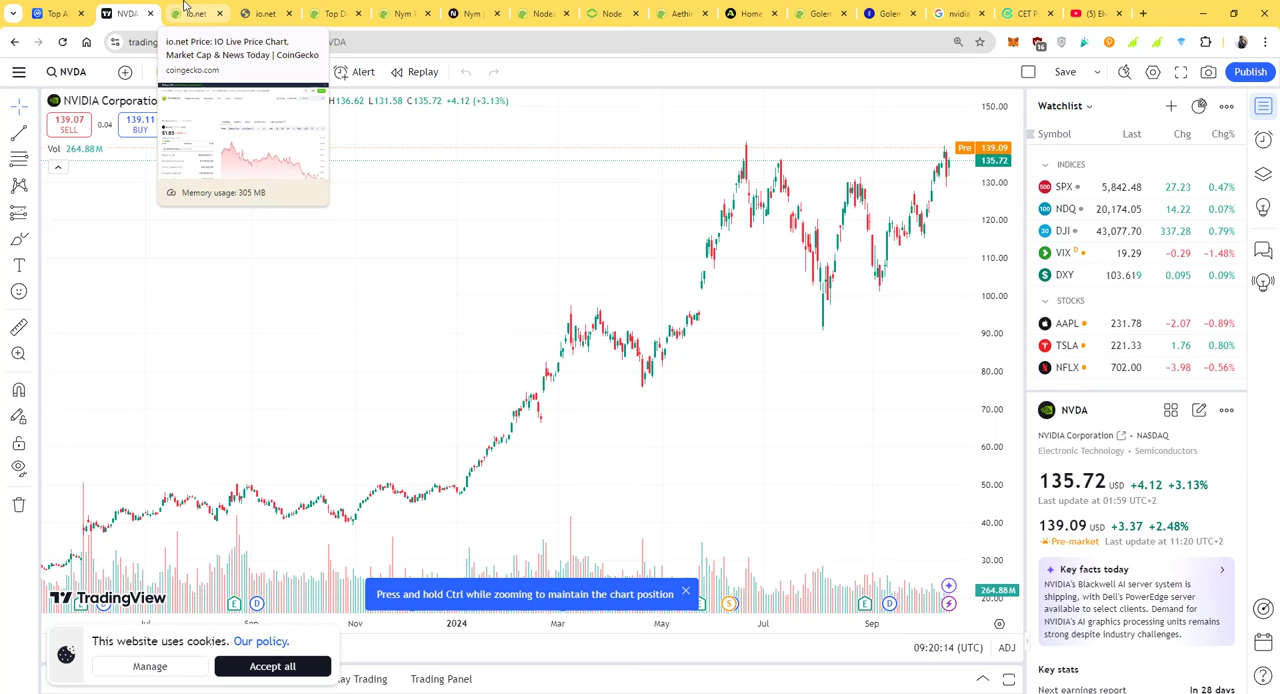 Top A
NVDA
io.net
io.net
Top D
Nym
Nym
Node
Node
Aethir
Home
Golem
Golem
nvidia
CET P
(5) El
trading
VDA
16
io.net Price: IO Live Price Chart,
Market Cap & News Today | CoinGecko
coingecko.com
Memory usage: 305 MB
NVDA
Alert
Replay
Save
Publish
NVIDIA Corporatio
H136.62 L131.58 C135.72 +4.12 (+3.13%)
139.07
SELL
0.04
139.11
BUY
Vol 264.88M
150.00
Pre 139.09
135.72
130.00
120.00
110.00
100.00
90.00
80.00
70.00
60.00
50.00
40.00
30.00
20.00
264.88M
TradingView
Press and hold Ctrl while zooming to maintain the chart position
E
D
E
S
E
D
Jul
Sep
Nov
2024
Mar
May
Jul
Sep
09:20:14 (UTC)
ADJ
This website uses cookies. Our policy.
Manage
Accept all
ay Trading
Trading Panel
Watchlist
Symbol Last Chg Chg%
INDICES
SPX 5,842.48 27.23 0.47%
NDQ 20,174.05 14.22 0.07%
DJI 43,077.70 337.28 0.79%
VIX D 19.29 −0.29 −1.48%
DXY 103.619 0.095 0.09%
STOCKS
AAPL 231.78 −2.07 −0.89%
TSLA 221.33 1.76 0.80%
NFLX 702.00 −3.98 −0.56%
NVDA
NVIDIA Corporation • NASDAQ
Electronic Technology • Semiconductors
135.72 USD +4.12 +3.13%
Last update at 01:59 UTC+2
139.09 USD +3.37 +2.48%
Pre-market Last update at 11:20 UTC+2
Key facts today
NVIDIA's Blackwell AI server system is
shipping, with Dell's PowerEdge server
available to select clients. Demand for
NVIDIA's AI graphics processing units remains
strong despite industry challenges.
Key stats
Next earnings report In 28 days